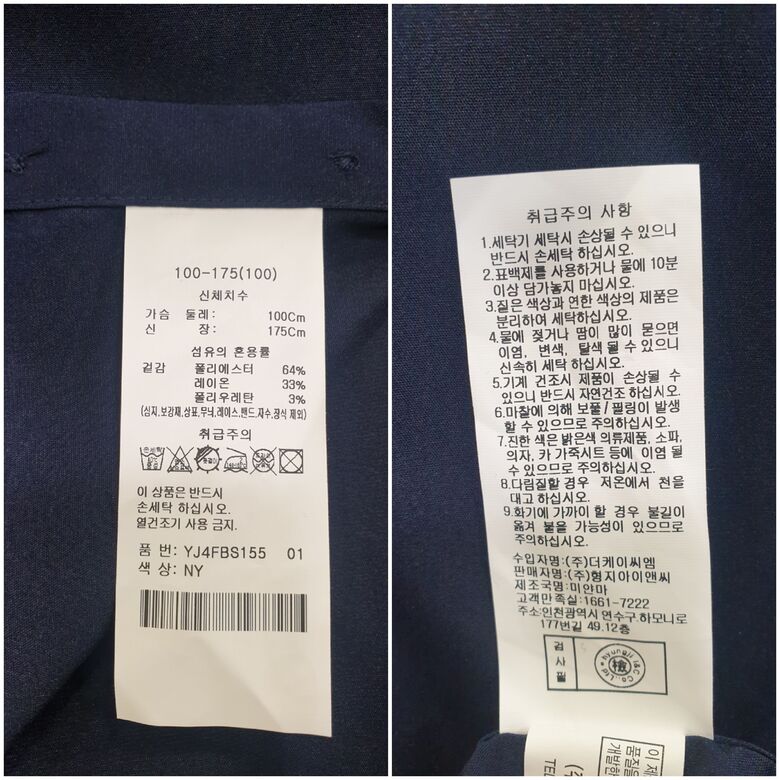 100-175(100)
신체치수
가슴 둘레: 100Cm
신 장: 175Cm
섬유의 혼용률
겉감 폴리에스터 64%
레이온 33%
폴리우레탄 3%
(심지,보강재,상표,무늬,레이스,밴드,자수,장식 제외)
취급주의
이 상품은 반드시
손세탁 하십시오.
열건조기 사용 금지.
품 번: YJ4FBS155 01
색 상: NY
취급주의 사항
1.세탁기 세탁시 손상될 수 있으니
반드시 손세탁 하십시오.
2.표백제를 사용하거나 물에 10분
이상 담가놓지 마십시오.
3.짙은 색상과 연한 색상의 제품은
분리하여 세탁하십시오.
4.물에 젖거나 땀이 많이 묻으면
이염, 변색, 탈색 될 수 있으니
신속히 세탁 하십시오.
5.기계 건조시 제품이 손상될 수
있으니 반드시 자연건조 하십시오.
6.마찰에 의해 보풀/필링이 발생
할 수 있으므로 주의하십시오.
7.진한 색은 밝은색 의류제품, 소파,
의자, 카 가죽시트 등에 이염 될
수 있으므로 주의하십시오.
8.다림질할 경우 저온에서 천을
대고 하십시오.
9.화기에 가까이 할 경우 불길이
옮겨 붙을 가능성이 있으므로
주의하십시오.
수입자명:(주)더케이씨엠
판매자명:(주)형지아이앤씨
제조국명:미얀마
고객만족실:1661-7222
주소:인천광역시 연수구 하모니로
177번길 49.12층
검사필
檢
Hyungji I&C Co.,Ltd
이 제
품질
개발한
(주
TEL